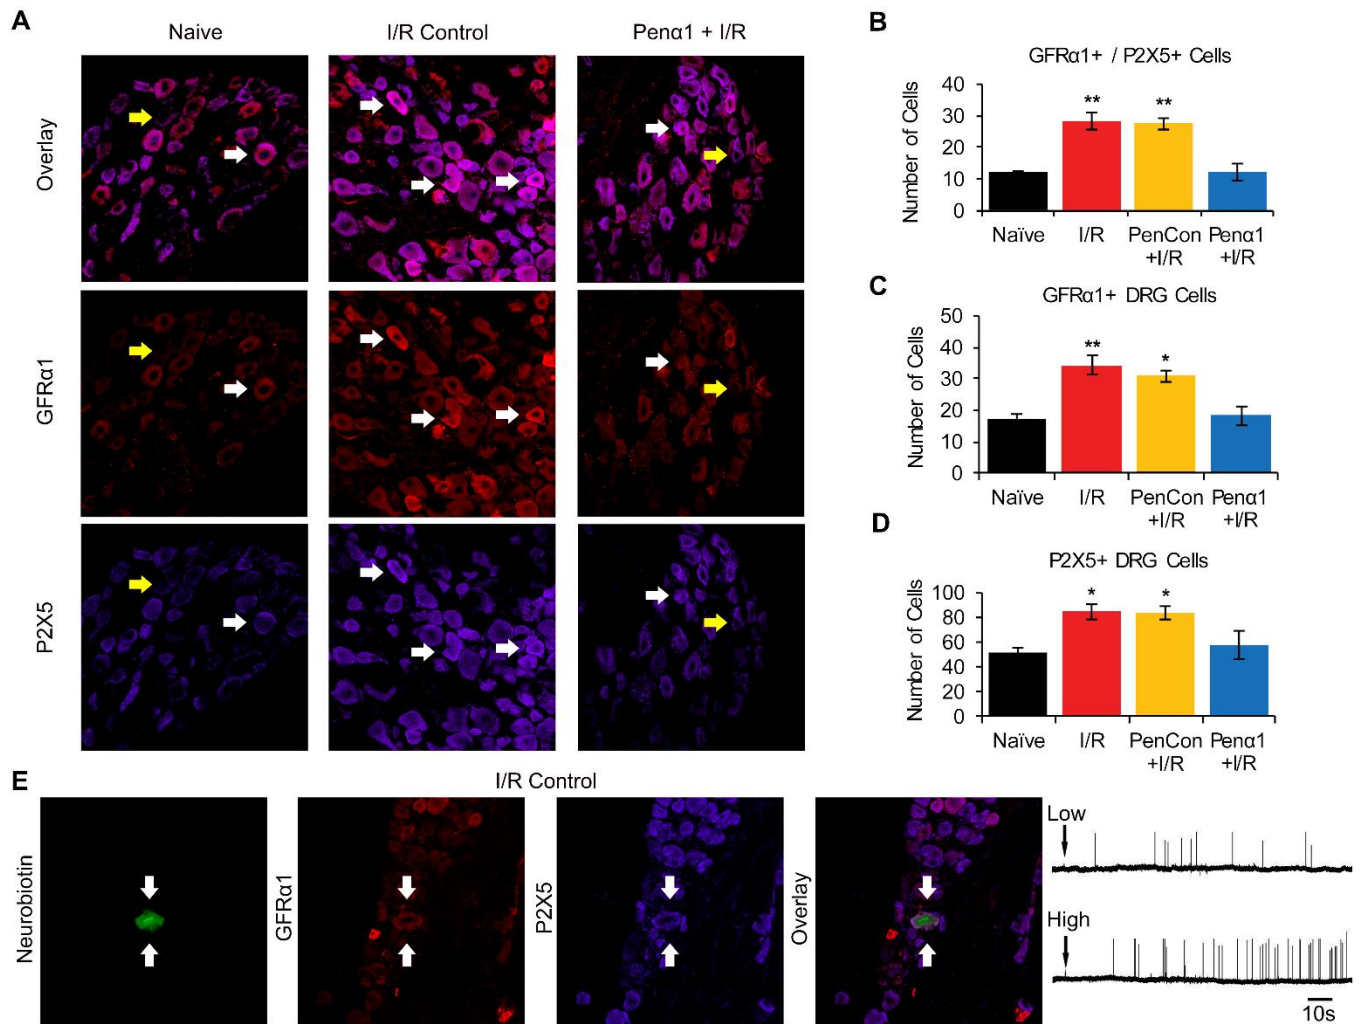 A
Naive
I/R Control
Penα1 + I/R
Overlay
GFRα1
P2X5
B
GFRα1+ / P2X5+ Cells
Number of Cells
40
30
20
10
0
**
**
Naïve
I/R
PenCon
+I/R
Penα1
+I/R
C
GFRα1+ DRG Cells
Number of Cells
50
40
30
20
10
0
**
*
Naïve
I/R
PenCon
+I/R
Penα1
+I/R
D
P2X5+ DRG Cells
Number of Cells
100
80
60
40
20
0
*
*
Naïve
I/R
PenCon
+I/R
Penα1
+I/R
E
I/R Control
Neurobiotin
GFRα1
P2X5
Overlay
Low
High
10s